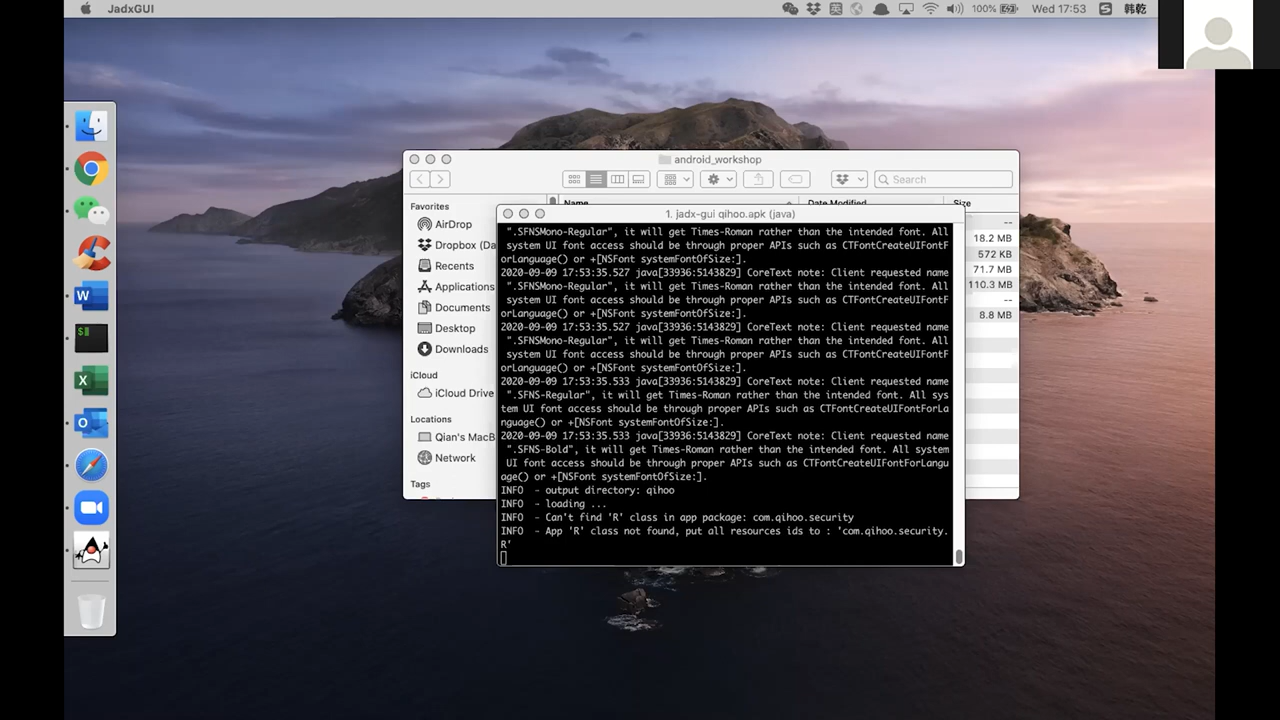 JadxGUI
100%
Wed 17:53
韩乾
android_workshop
Search
Favorites
Name
Date Modified
Size
AirDrop
Dropbox (Da
Recents
Applications
Documents
Desktop
Downloads
iCloud
iCloud Drive
Locations
Qian's MacB
Network
Tags
--
18.2 MB
572 KB
71.7 MB
110.3 MB
--
8.8 MB
1. jadx-gui qihoo.apk (java)
".SFNSMono-Regular", it will get Times-Roman rather than the intended font. All
system UI font access should be through proper APIs such as CTFontCreateUIFontF
orLanguage() or +[NSFont systemFontOfSize:].
2020-09-09 17:53:35.527 java[33936:5143829] CoreText note: Client requested name
".SFNSMono-Regular", it will get Times-Roman rather than the intended font. All
system UI font access should be through proper APIs such as CTFontCreateUIFontF
orLanguage() or +[NSFont systemFontOfSize:].
2020-09-09 17:53:35.527 java[33936:5143829] CoreText note: Client requested name
".SFNSMono-Regular", it will get Times-Roman rather than the intended font. All
system UI font access should be through proper APIs such as CTFontCreateUIFontF
orLanguage() or +[NSFont systemFontOfSize:].
2020-09-09 17:53:35.533 java[33936:5143829] CoreText note: Client requested name
".SFNS-Regular", it will get Times-Roman rather than the intended font. All sys
tem UI font access should be through proper APIs such as CTFontCreateUIFontForLa
nguage() or +[NSFont systemFontOfSize:].
2020-09-09 17:53:35.533 java[33936:5143829] CoreText note: Client requested name
".SFNS-Bold", it will get Times-Roman rather than the intended font. All system
UI font access should be through proper APIs such as CTFontCreateUIFontForLangu
age() or +[NSFont systemFontOfSize:].
INFO - output directory: qihoo
INFO - loading ...
INFO - Can't find 'R' class in app package: com.qihoo.security
INFO - App 'R' class not found, put all resources ids to : 'com.qihoo.security.
R'